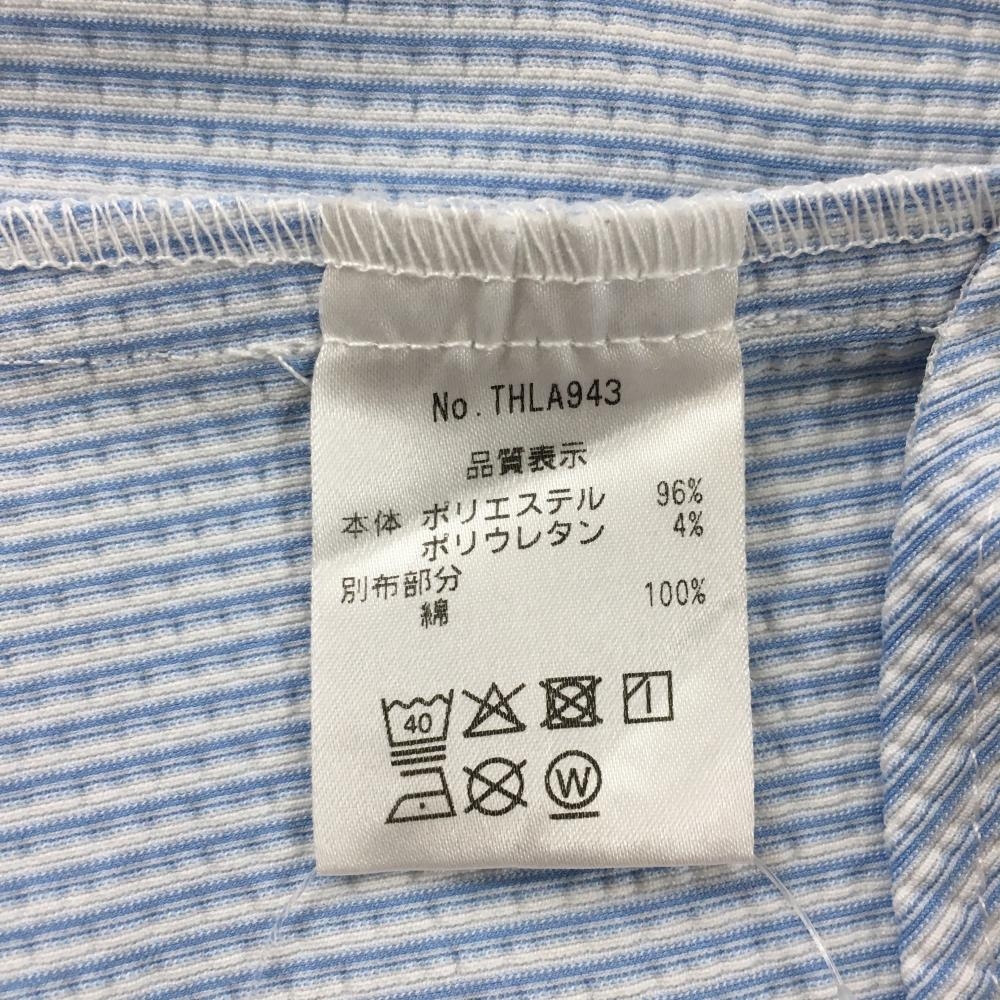 No.THLA943
品質表示
本体 ポリエステル 96%
ポリウレタン 4%
別布部分
綿 100%
40
W